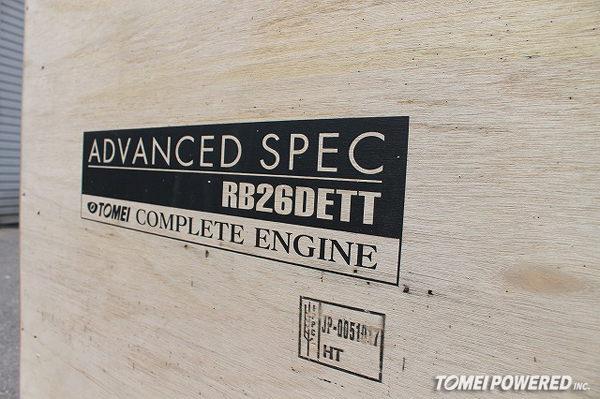 ADVANCED SPEC
RB26DETT
TOMEI COMPLETE ENGINE
HT
TOMEI POWERED INC.